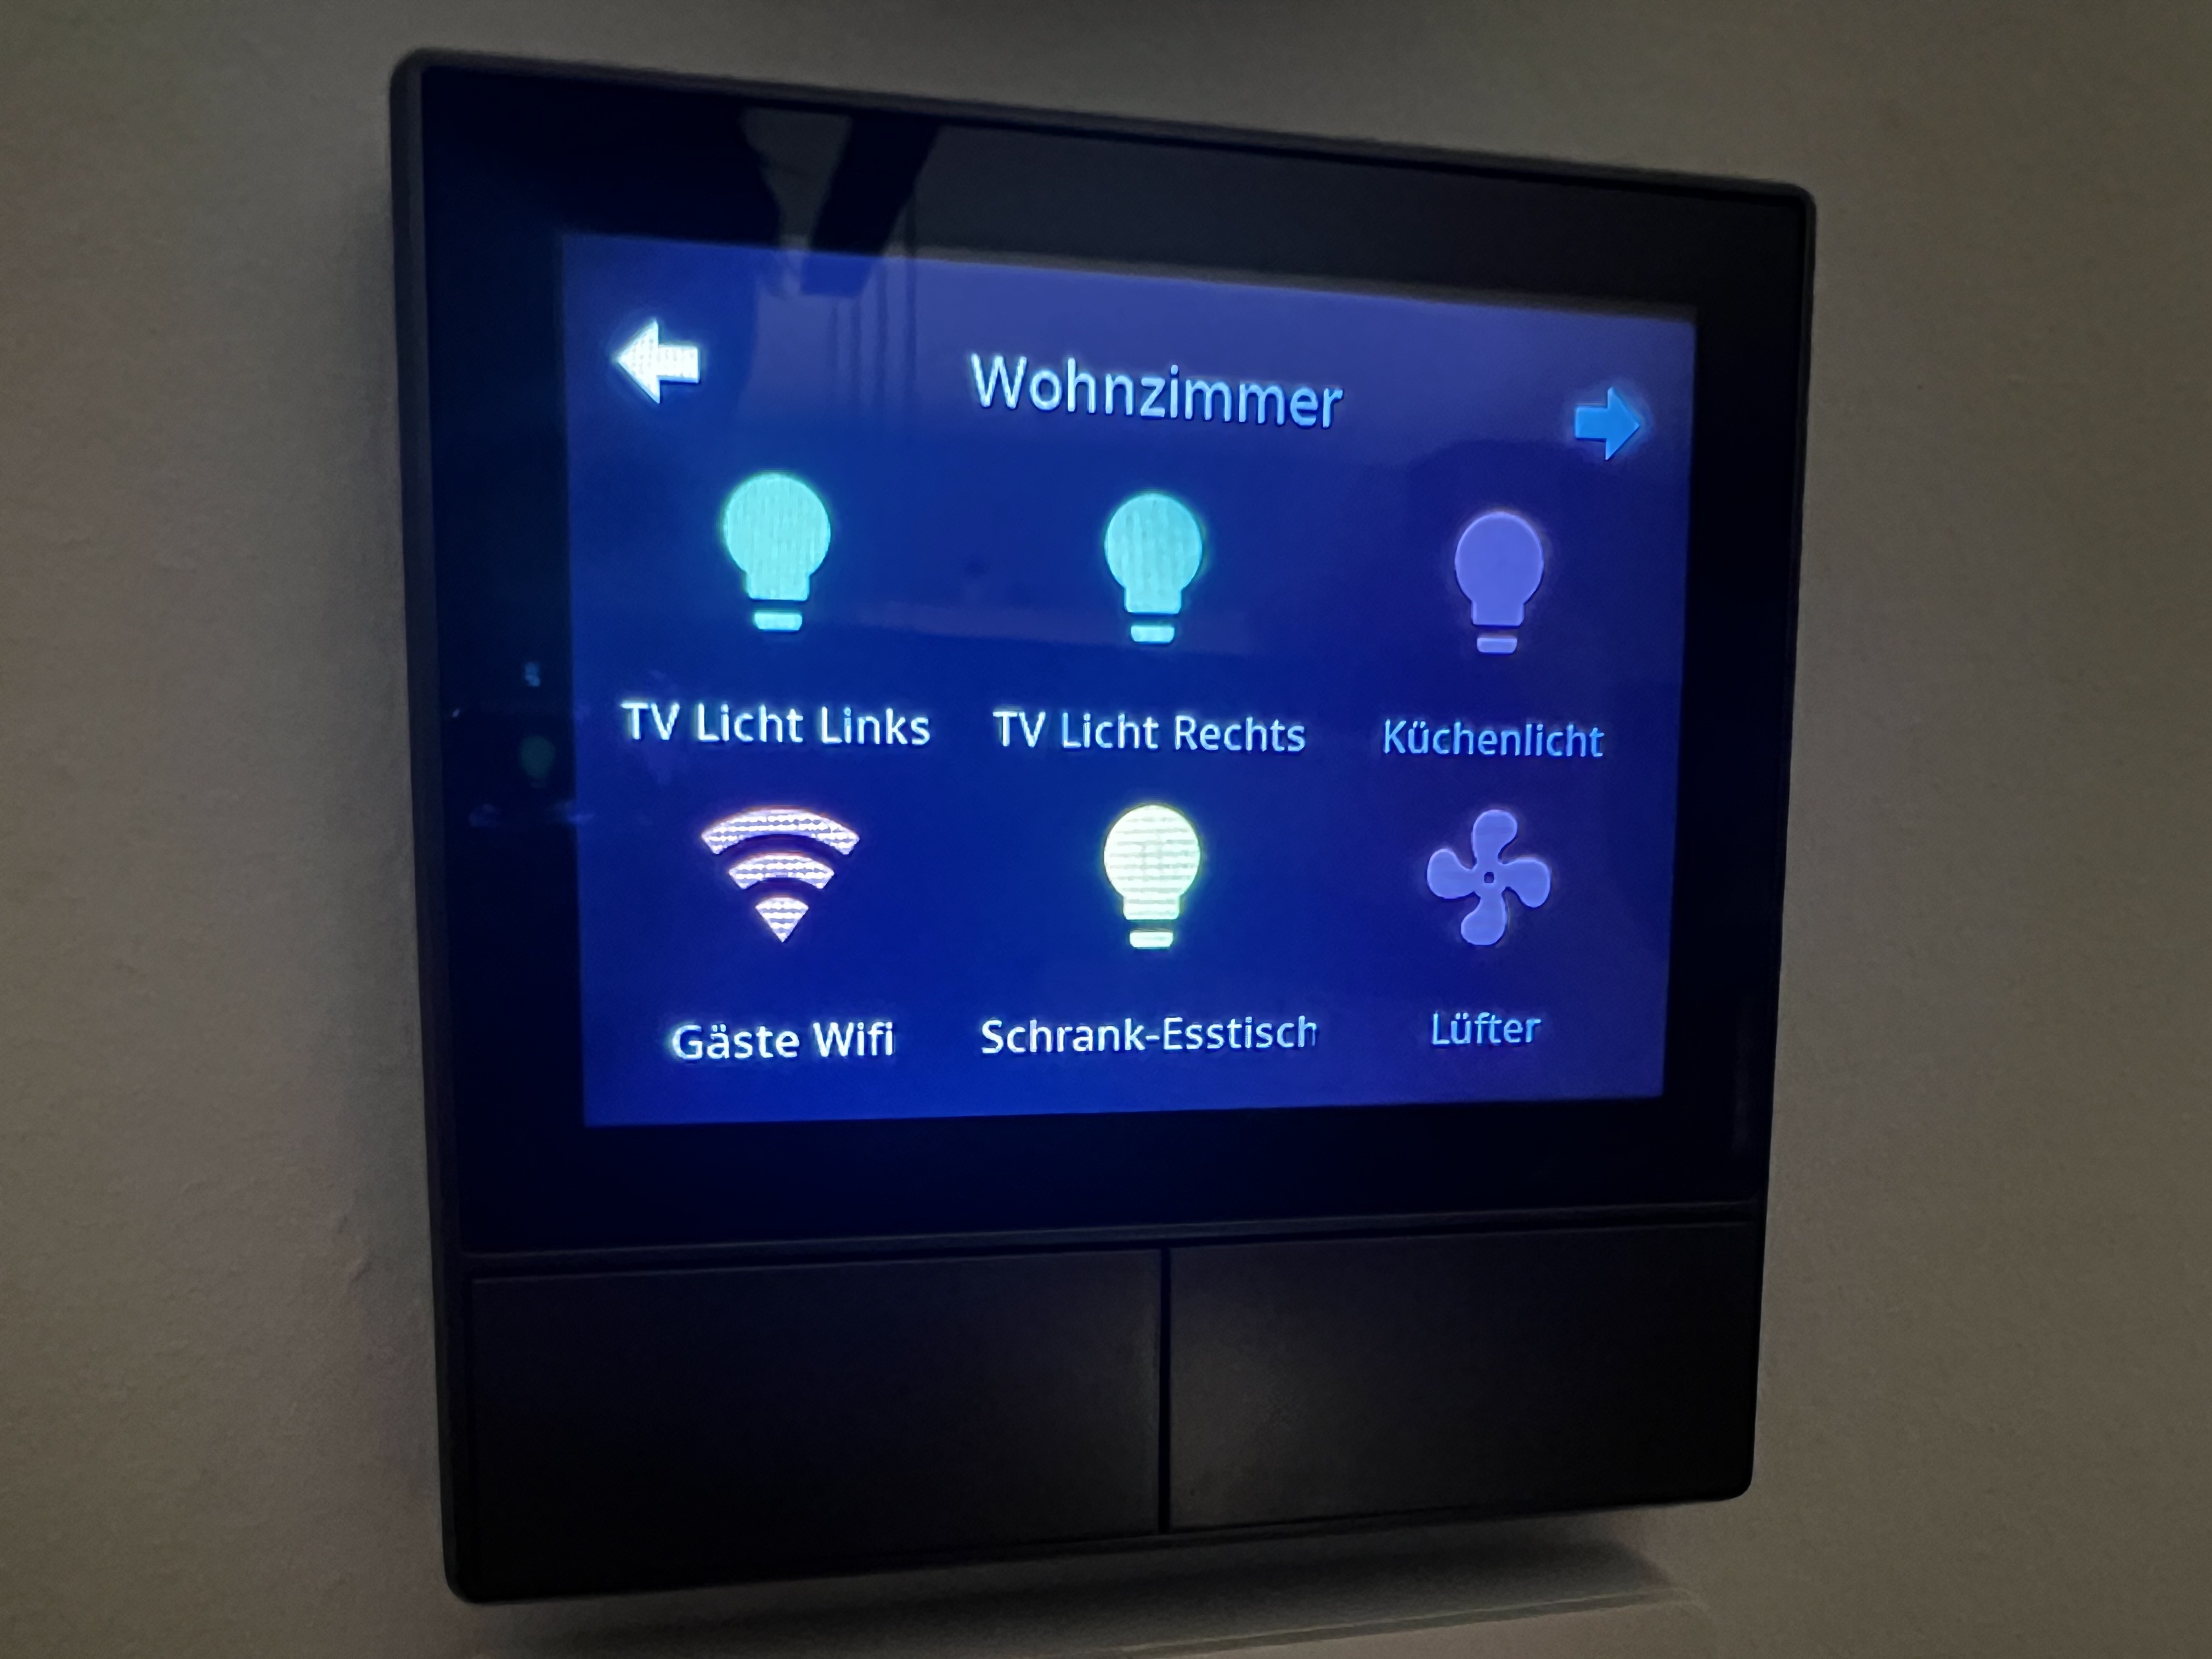 Wohnzimmer
TV Licht Links
TV Licht Rechts
Küchenlicht
Gäste Wifi
Schrank-Esstisch
Lüfter